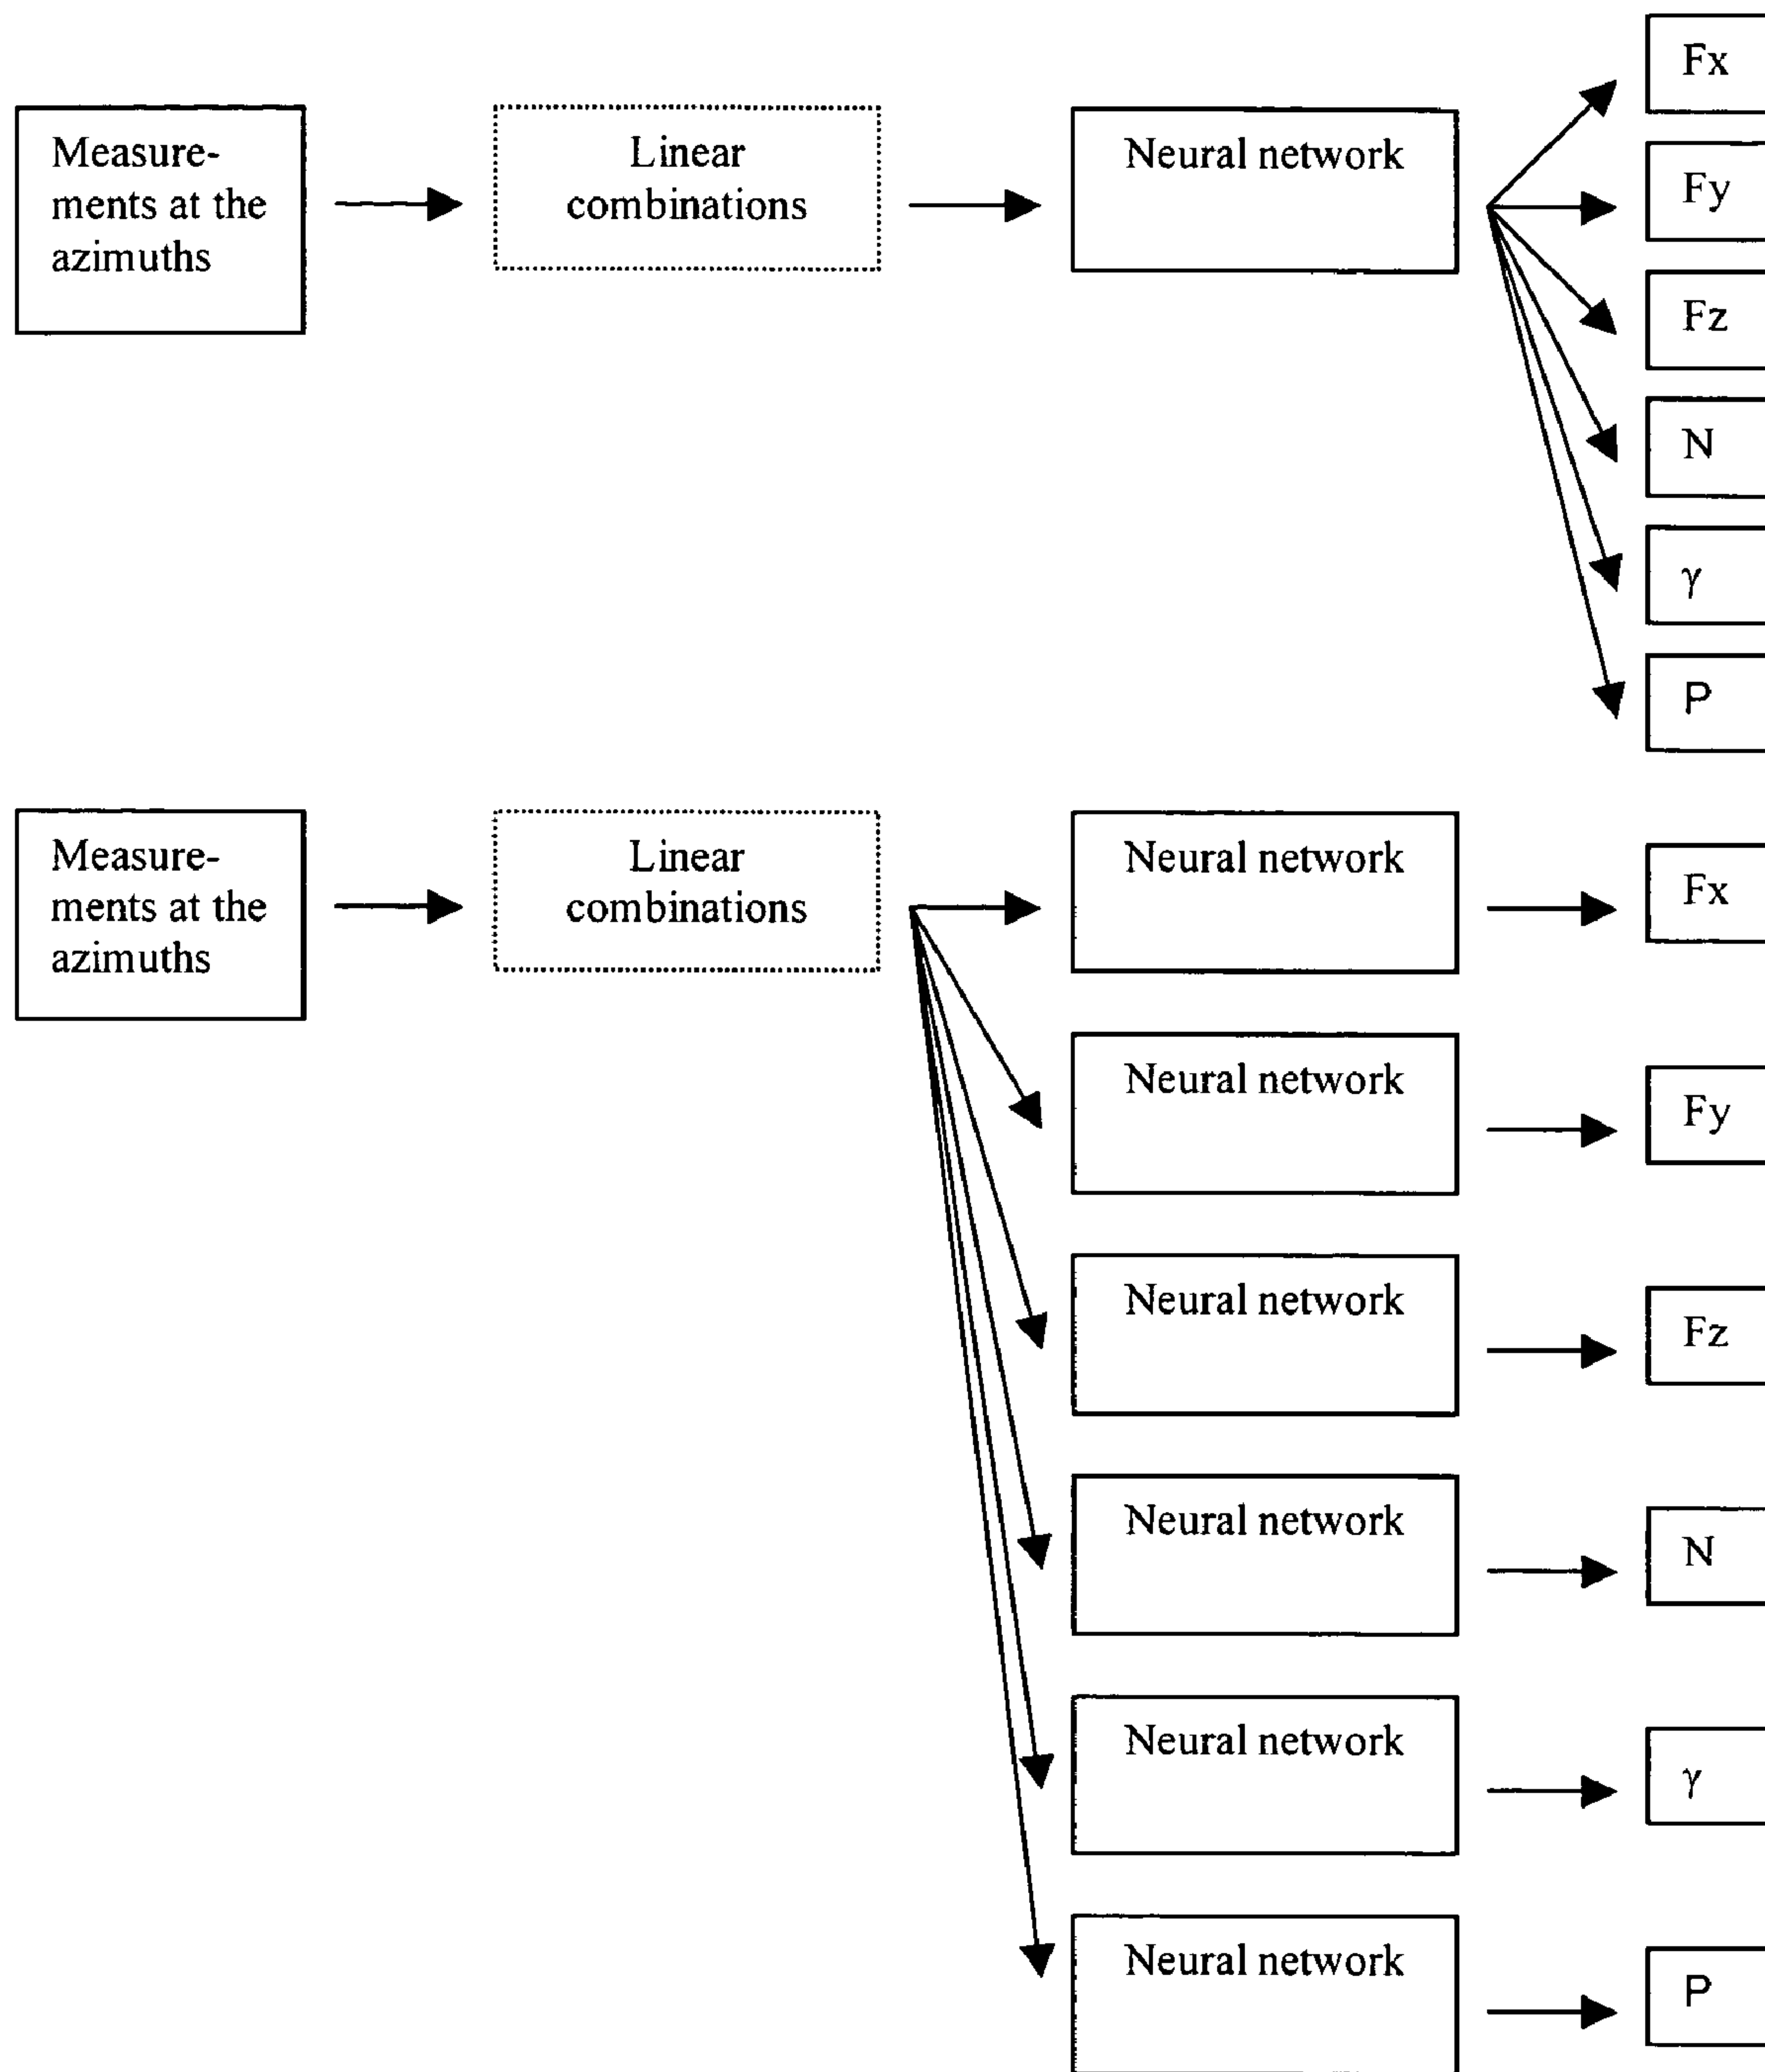 Measure-
ments at the
azimuths
Linear
combinations
Neural network
Fx
Fy
Fz
N
γ
P
Measure-
ments at the
azimuths
Linear
combinations
Neural network
Fx
Neural network
Fy
Neural network
Fz
Neural network
N
Neural network
γ
Neural network
P